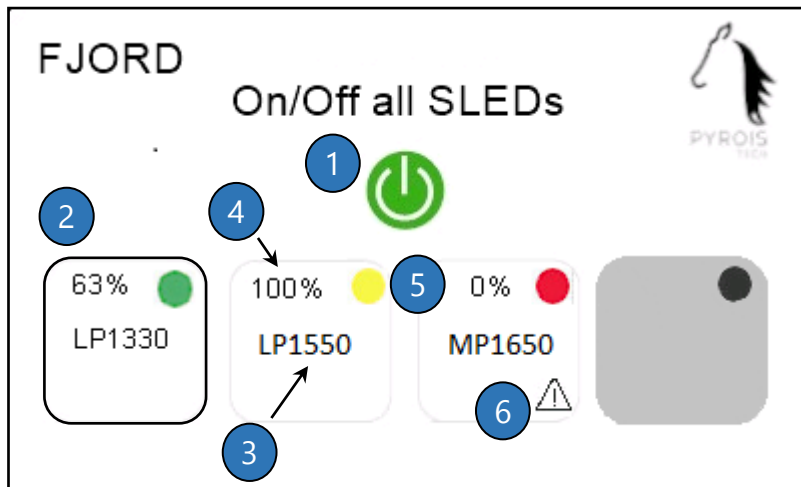 FJORD
On/Off all SLEDs
PYROIS
TECH
1
2
4
63%
100%
5
0%
LP1330
LP1550
MP1650
6
3